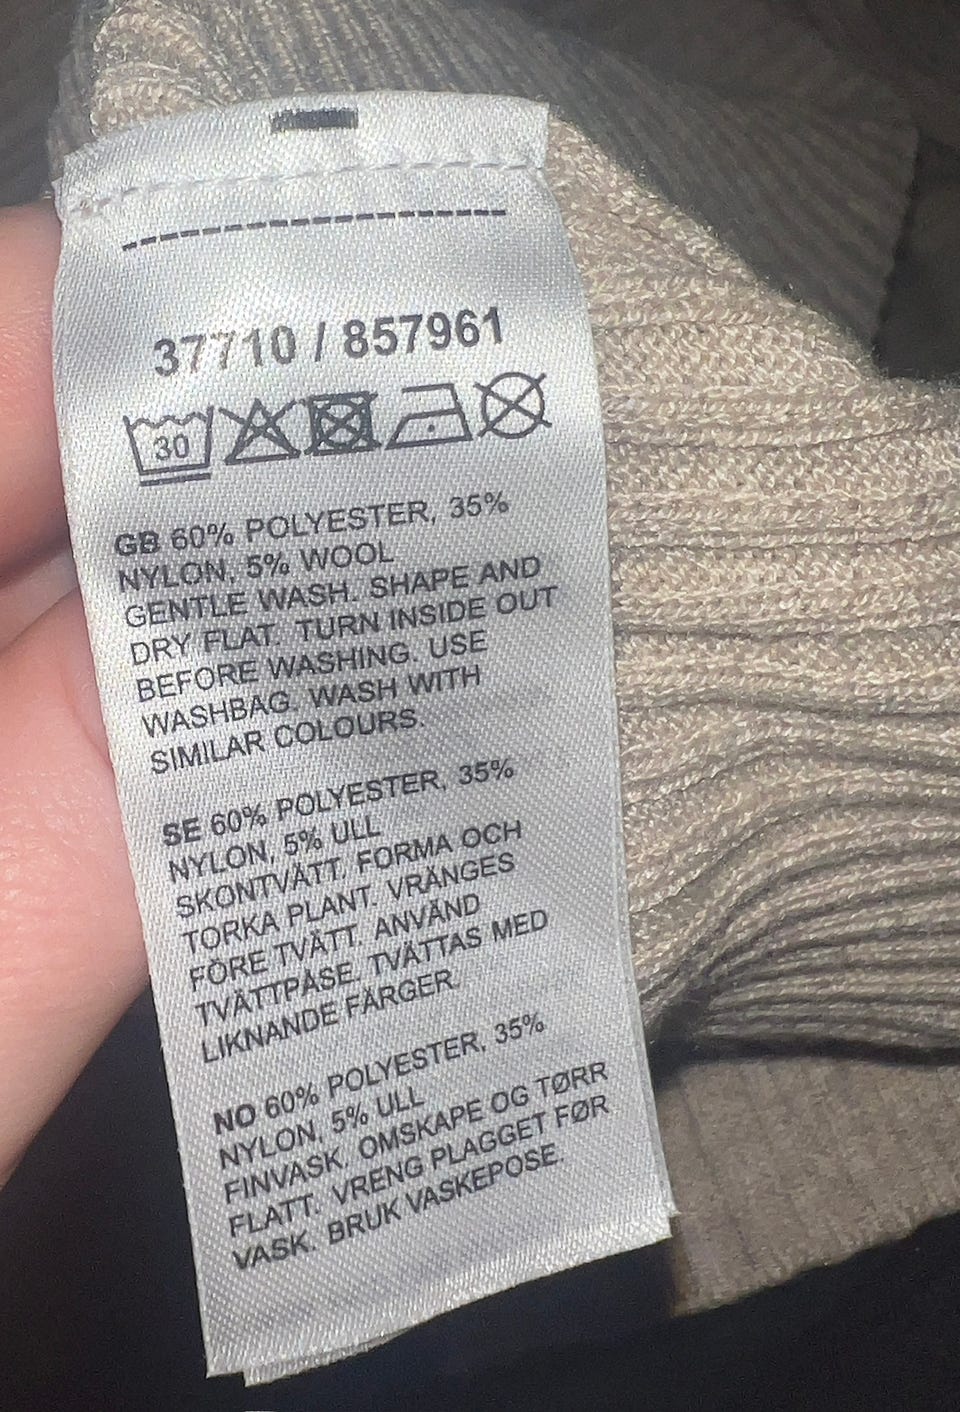 37710 / 857961
30
GB 60% POLYESTER, 35%
NYLON, 5% WOOL
GENTLE WASH. SHAPE AND
DRY FLAT. TURN INSIDE OUT
BEFORE WASHING. USE
WASHBAG. WASH WITH
SIMILAR COLOURS.
SE 60% POLYESTER, 35%
NYLON, 5% ULL
SKONTVÄTT. FORMA OCH
TORKA PLANT. VRÄNGES
FÖRE TVÄTT. ANVÄND
TVÄTTPÅSE. TVÄTTAS MED
LIKNANDE FÄRGER.
NO 60% POLYESTER, 35%
NYLON, 5% ULL
FINVASK. OMSKAPE OG TØRR
FLATT. VRENG PLAGGET FØR
VASK. BRUK VASKEPOSE.